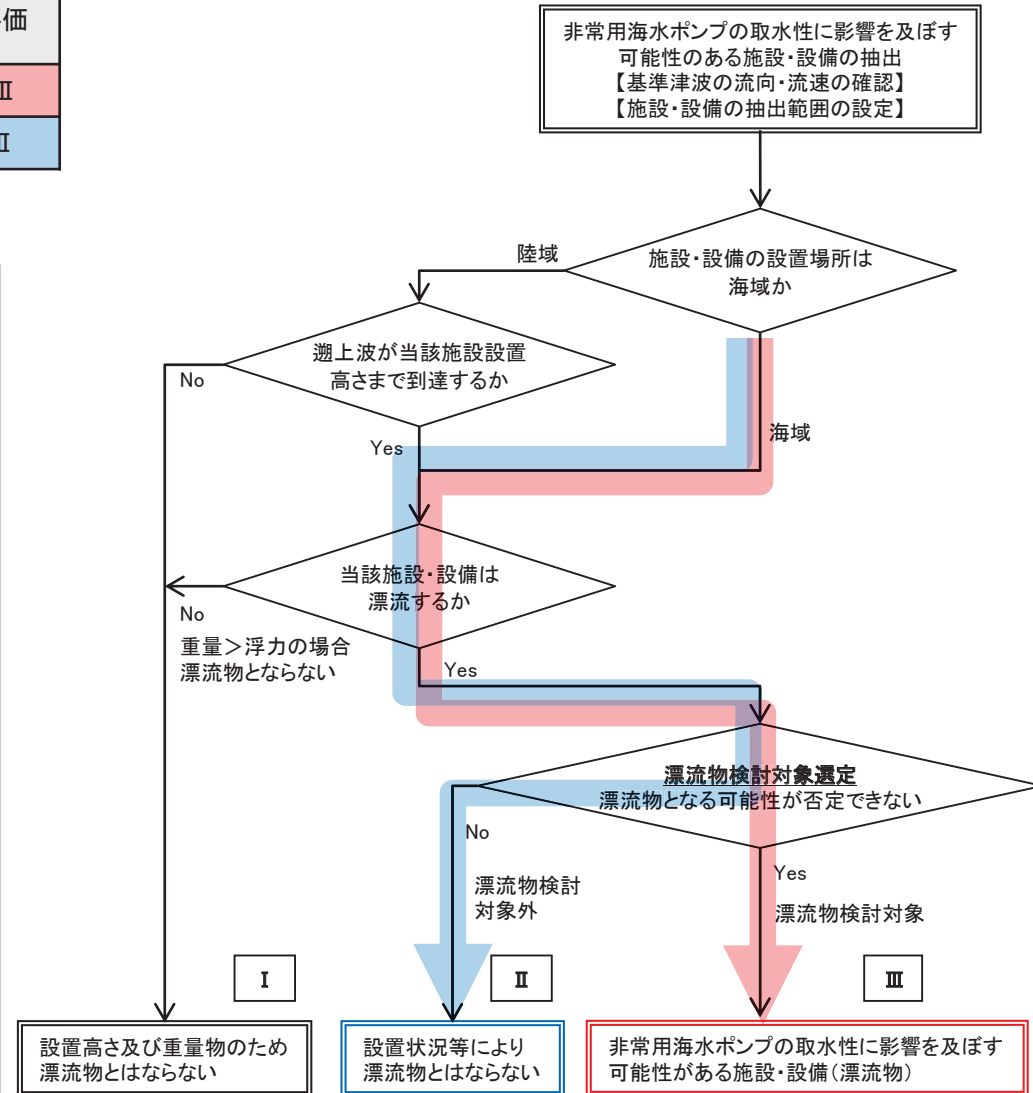 価
Ⅲ
Ⅱ
非常用海水ポンプの取水性に影響を及ぼす
可能性のある施設・設備の抽出
【基準津波の流向・流速の確認】
【施設・設備の抽出範囲の設定】
陸域
施設・設備の設置場所は
海域か
遡上波が当該施設設置
高さまで到達するか
No
Yes
海域
当該施設・設備は
漂流するか
No
重量＞浮力の場合
漂流物とならない
Yes
漂流物検討対象選定
漂流物となる可能性が否定できない
No
漂流物検討
対象外
Yes
漂流物検討対象
Ⅰ
Ⅱ
Ⅲ
設置高さ及び重量物のため
漂流物とはならない
設置状況等により
漂流物とはならない
非常用海水ポンプの取水性に影響を及ぼす
可能性がある施設・設備（漂流物）